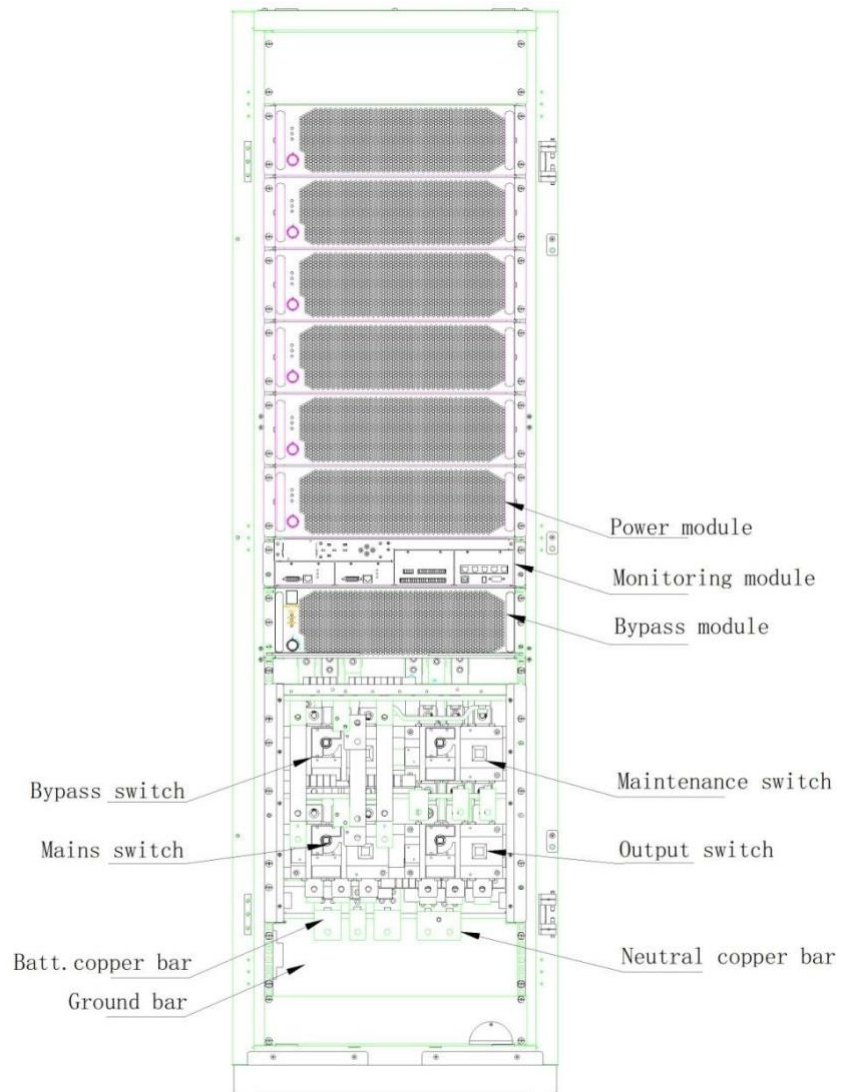 Power module
Monitoring module
Bypass module
Bypass switch
Maintenance switch
Mains switch
Output switch
Batt.copper bar
Neutral copper bar
Ground bar